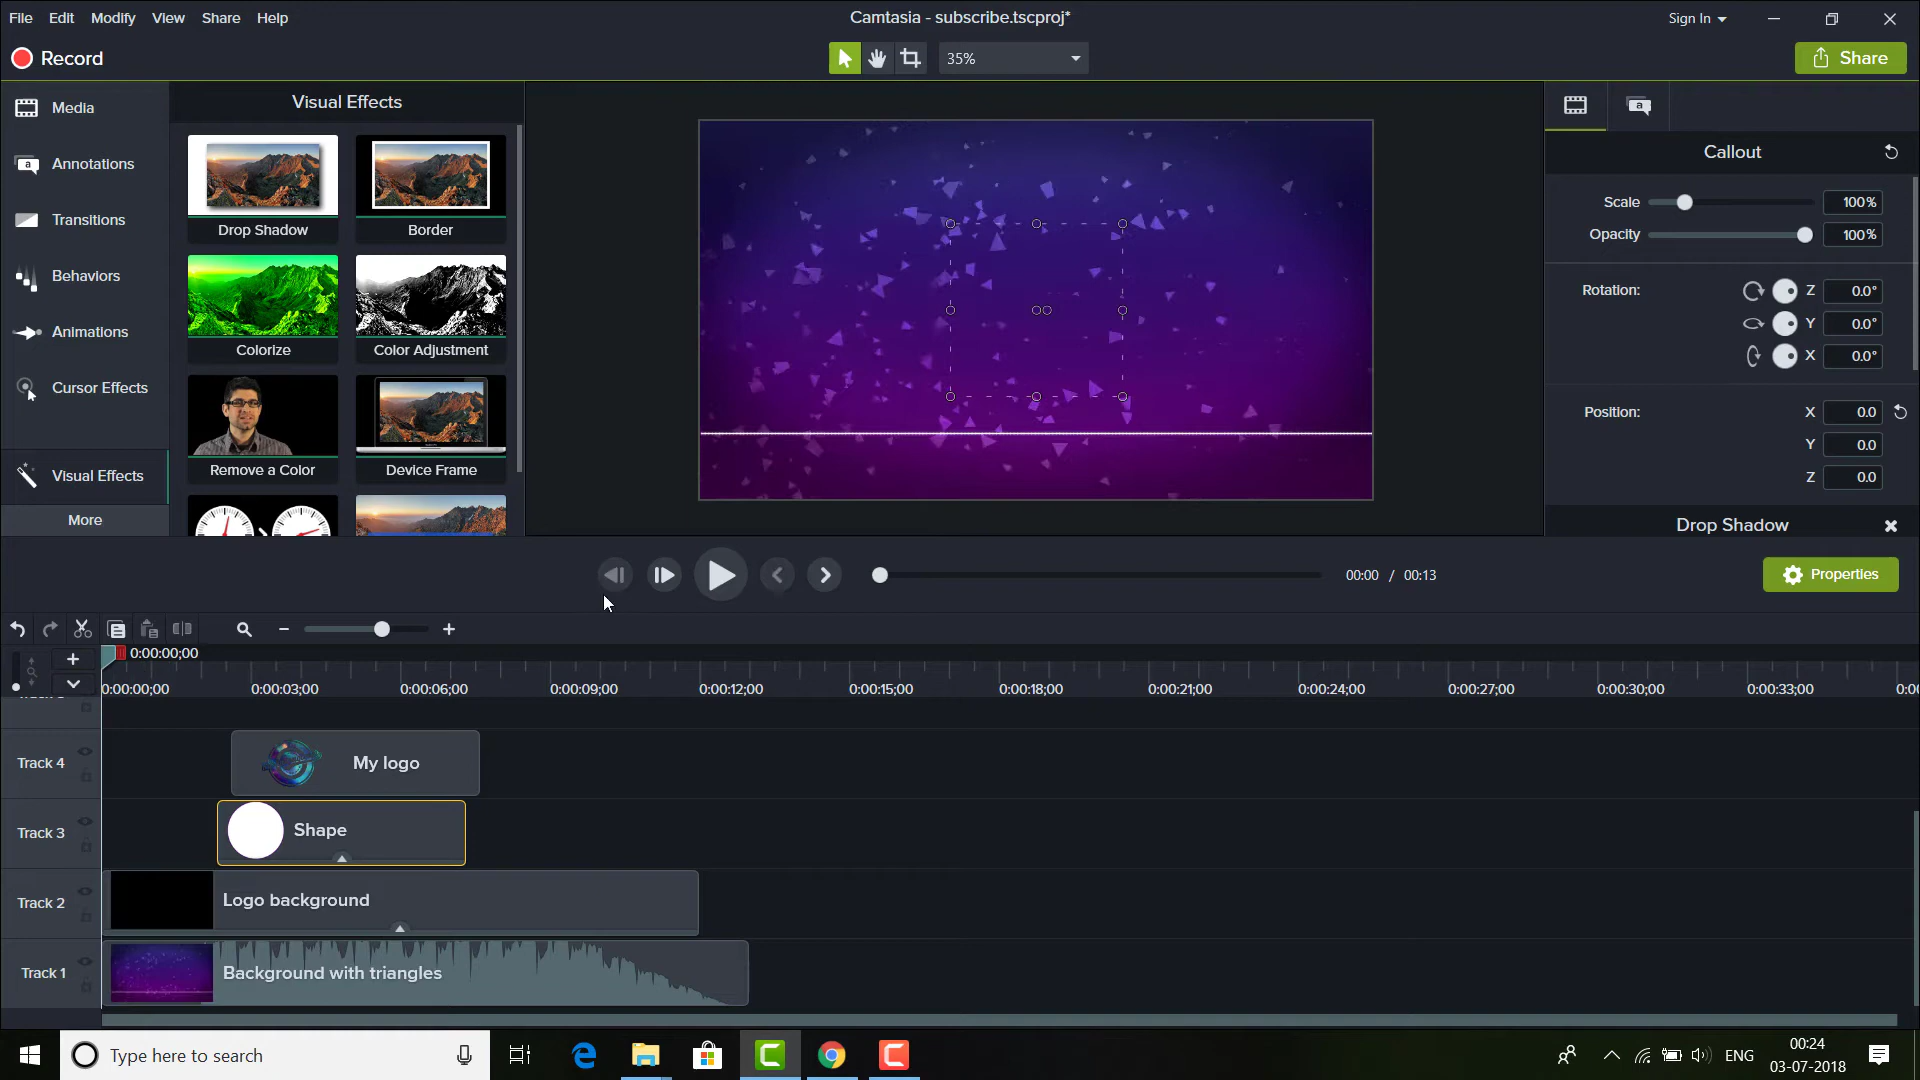 File Edit Modify View Share Help
Camtasia - subscribe.tscproj*
Sign In
Record
35%
Share
Media
Annotations
Transitions
Behaviors
Animations
Cursor Effects
Visual Effects
More
Visual Effects
Drop Shadow
Border
Colorize
Color Adjustment
Remove a Color
Device Frame
a
Callout
Scale 100%
Opacity 100%
Rotation: Z 0.0°
Y 0.0°
X 0.0°
Position: X 0.0
Y 0.0
Z 0.0
Drop Shadow
00:00 / 00:13
Properties
0:00:00;00
0:00:00;00 0:00:03;00 0:00:06;00 0:00:09;00 0:00:12;00 0:00:15;00 0:00:18;00 0:00:21;00 0:00:24;00 0:00:27;00 0:00:30;00 0:00:33;00
Track 4
My logo
Track 3
Shape
Track 2
Logo background
Track 1
Background with triangles
Type here to search
ENG
00:24
03-07-2018